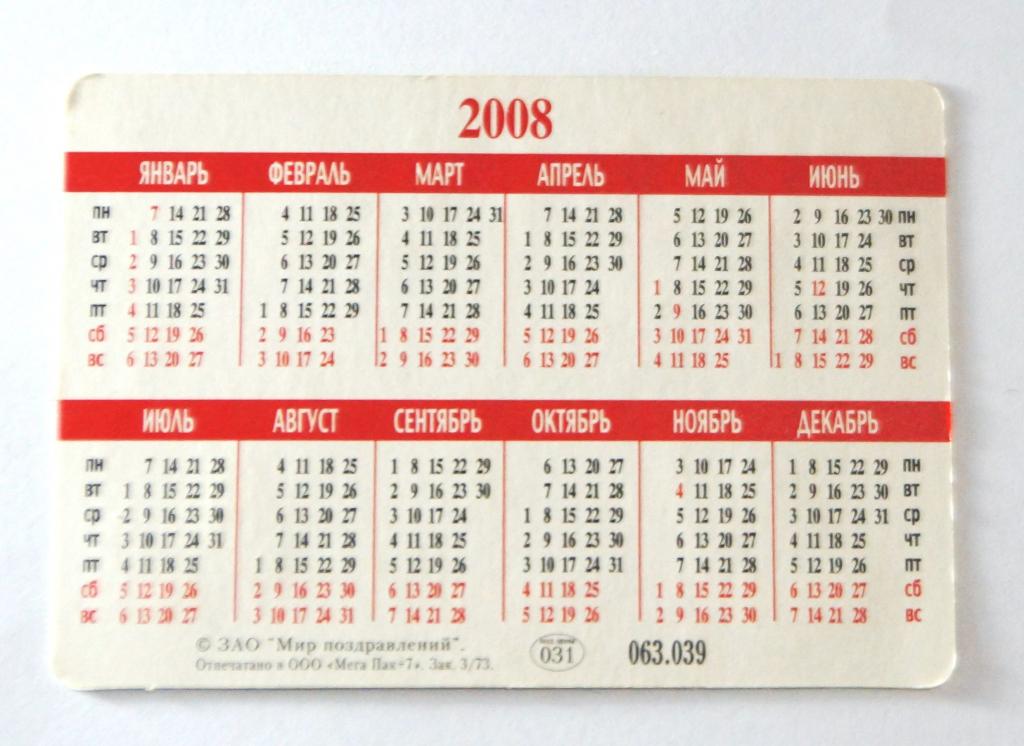 2008
ЯНВАРЬ ФЕВРАЛЬ МАРТ АПРЕЛЬ МАЙ ИЮНЬ
ПН 7 14 21 28 4 11 18 25 3 10 17 24 31 7 14 21 28 5 12 19 26 2 9 16 23 30 ПН
ВТ 1 8 15 22 29 5 12 19 26 4 11 18 25 1 8 15 22 29 6 13 20 27 3 10 17 24 ВТ
СР 2 9 16 23 30 6 13 20 27 5 12 19 26 2 9 16 23 30 7 14 21 28 4 11 18 25 СР
ЧТ 3 10 17 24 31 7 14 21 28 6 13 20 27 3 10 17 24 1 8 15 22 29 5 12 19 26 ЧТ
ПТ 4 11 18 25 1 8 15 22 29 7 14 21 28 4 11 18 25 2 9 16 23 30 6 13 20 27 ПТ
СБ 5 12 19 26 2 9 16 23 1 8 15 22 29 5 12 19 26 3 10 17 24 31 7 14 21 28 СБ
ВС 6 13 20 27 3 10 17 24 2 9 16 23 30 6 13 20 27 4 11 18 25 1 8 15 22 29 ВС
ИЮЛЬ АВГУСТ СЕНТЯБРЬ ОКТЯБРЬ НОЯБРЬ ДЕКАБРЬ
ПН 7 14 21 28 4 11 18 25 1 8 15 22 29 6 13 20 27 3 10 17 24 1 8 15 22 29 ПН
ВТ 1 8 15 22 29 5 12 19 26 2 9 16 23 30 7 14 21 28 4 11 18 25 2 9 16 23 30 ВТ
СР 2 9 16 23 30 6 13 20 27 3 10 17 24 1 8 15 22 29 5 12 19 26 3 10 17 24 31 СР
ЧТ 3 10 17 24 31 7 14 21 28 4 11 18 25 2 9 16 23 30 6 13 20 27 4 11 18 25 ЧТ
ПТ 4 11 18 25 1 8 15 22 29 5 12 19 26 3 10 17 24 31 7 14 21 28 5 12 19 26 ПТ
СБ 5 12 19 26 2 9 16 23 30 6 13 20 27 4 11 18 25 1 8 15 22 29 6 13 20 27 СБ
ВС 6 13 20 27 3 10 17 24 31 7 14 21 28 5 12 19 26 2 9 16 23 30 7 14 21 28 ВС
© ЗАО "Мир поздравлений".
Отпечатано в ООО «Мега Пак+7». Зак. 3/73.
031
063.039